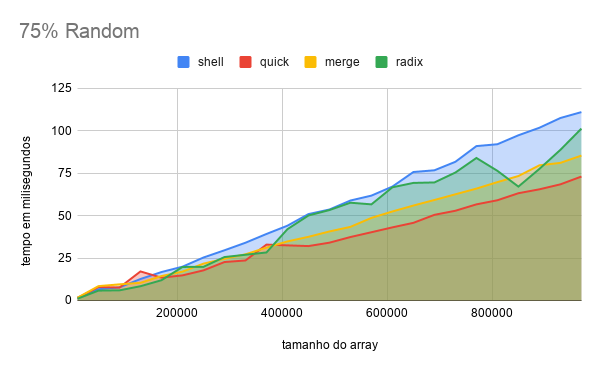 75% Random
shell quick merge radix
tempo em milisegundos
125
100
75
50
25
0
200000 400000 600000 800000
tamanho do array